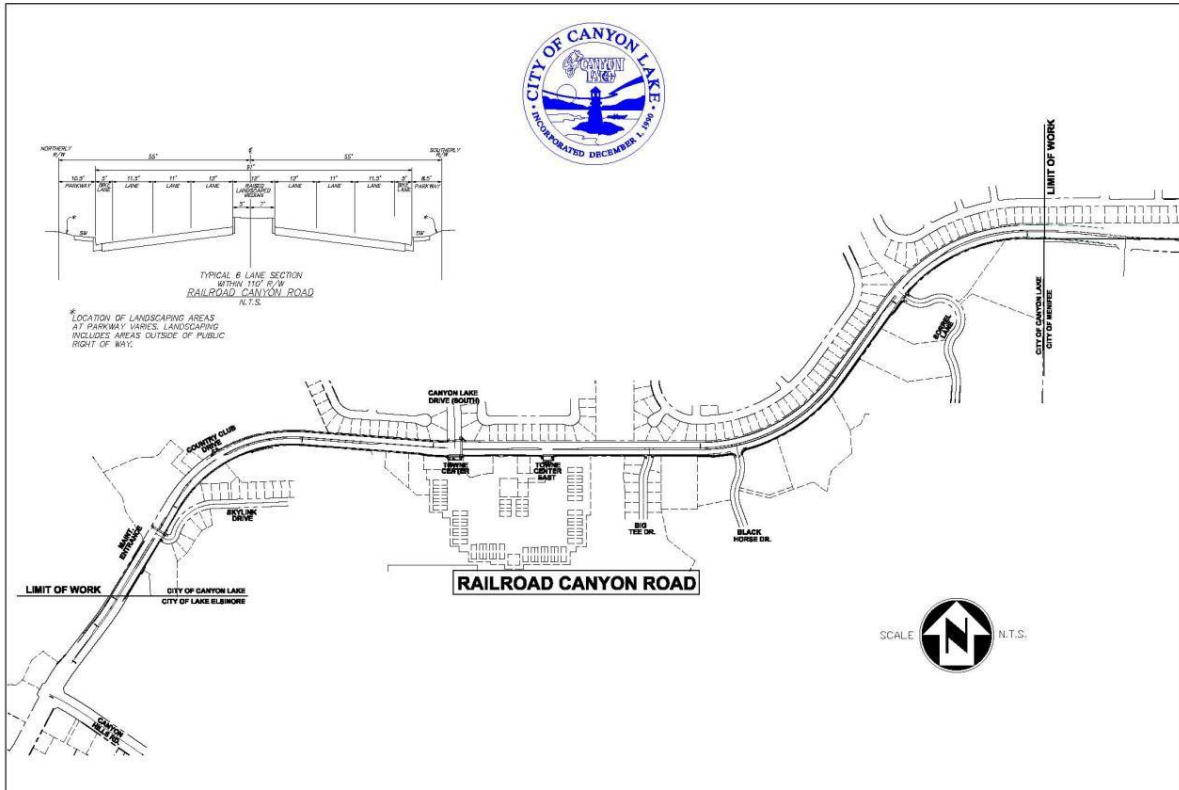 CITY OF CANYON LAKE
CANYON
LAKE
• INCORPORATED DECEMBER 1, 1990 •
NORTHERLY
R/W
SOUTHERLY
R/W
55' 55'
91'
10.5' 5' 11.5' 11' 12' 12' 12' 11' 11.5' 5' 8.5'
PARKWAY BIKE LANE LANE LANE LANE RAISED LANDSCAPED MEDIAN LANE LANE LANE BIKE LANE PARKWAY
5' 7'
SW SW
TYPICAL 6 LANE SECTION
WITHIN 110' R/W
RAILROAD CANYON ROAD
N.T.S.
*
LOCATION OF LANDSCAPING AREAS
AT PARKWAY VARIES. LANDSCAPING
INCLUDES AREAS OUTSIDE OF PUBLIC
RIGHT OF WAY.
LIMIT OF WORK
CITY OF CANYON LAKE
CITY OF MENIFEE
SORREL
LANE
CANYON LAKE
DRIVE (SOUTH)
COUNTRY CLUB
DRIVE
TOWNE
CENTER
TOWNE
CENTER
EAST
SKYLINK
DRIVE
BIG
TEE DR.
BLACK
HORSE DR.
ENTRANCE
RAILROAD CANYON ROAD
LIMIT OF WORK
CITY OF CANYON LAKE
CITY OF LAKE ELSINORE
SCALE N N.T.S.
CANYON
HILLS RD.